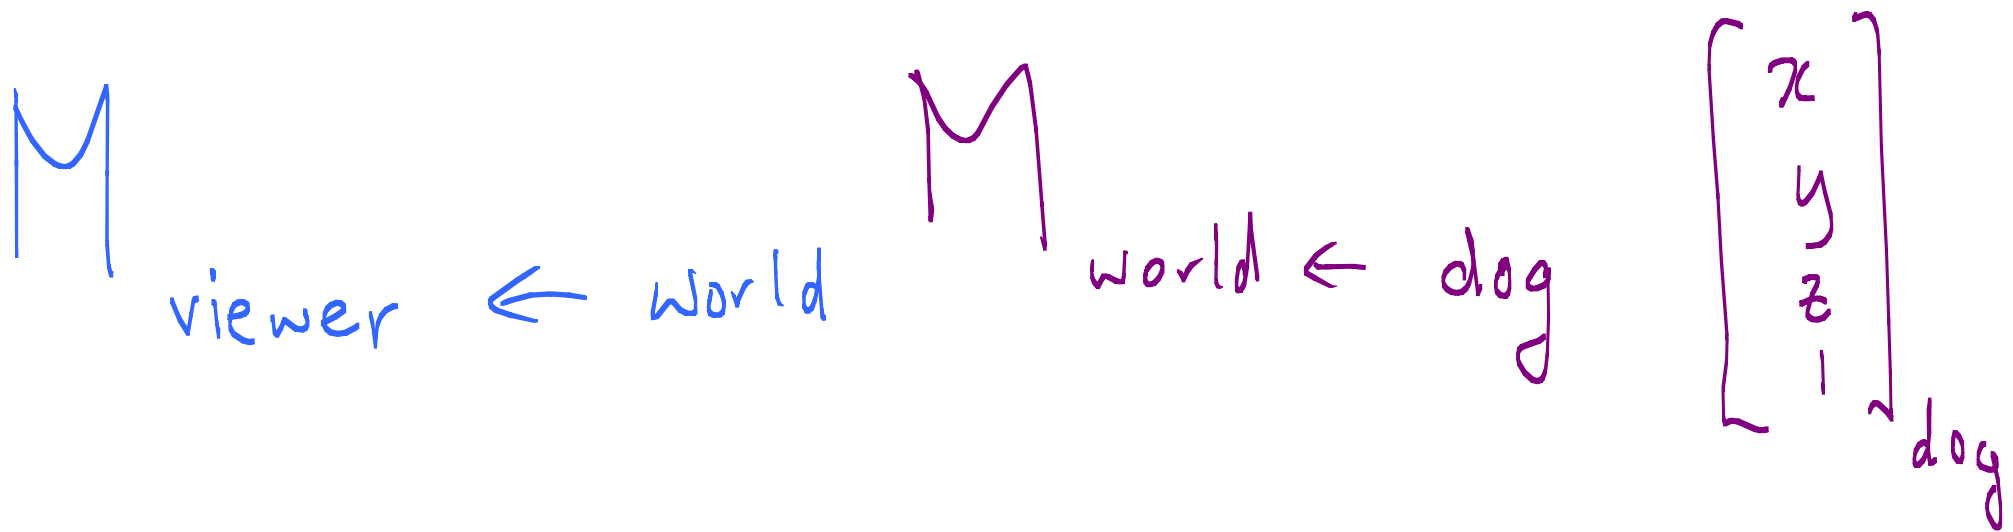 M viewer ← world M world ← dog [x y z 1] dog